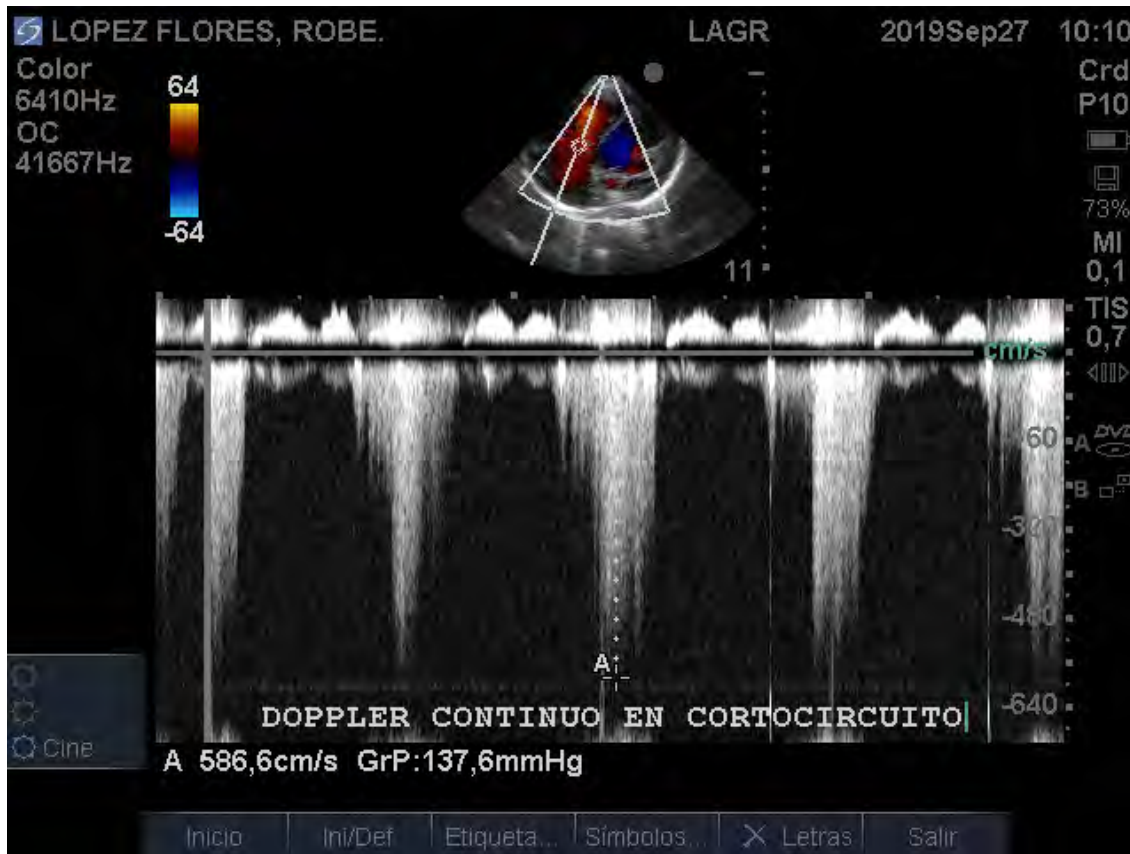 LOPEZ FLORES, ROBE. LAGR 2019Sep27 10:10
Color
6410Hz
OC
41667Hz
64
-64
Crd
P10
73%
MI
0,1
TIS
0,7
11
cm/s
60
A DVD
B
-480
-640
A
DOPPLER CONTINUO EN CORTOCIRCUITO
A 586,6cm/s GrP:137,6mmHg
Cine
Inicio Ini/Def Etiqueta... Símbolos... X Letras Salir